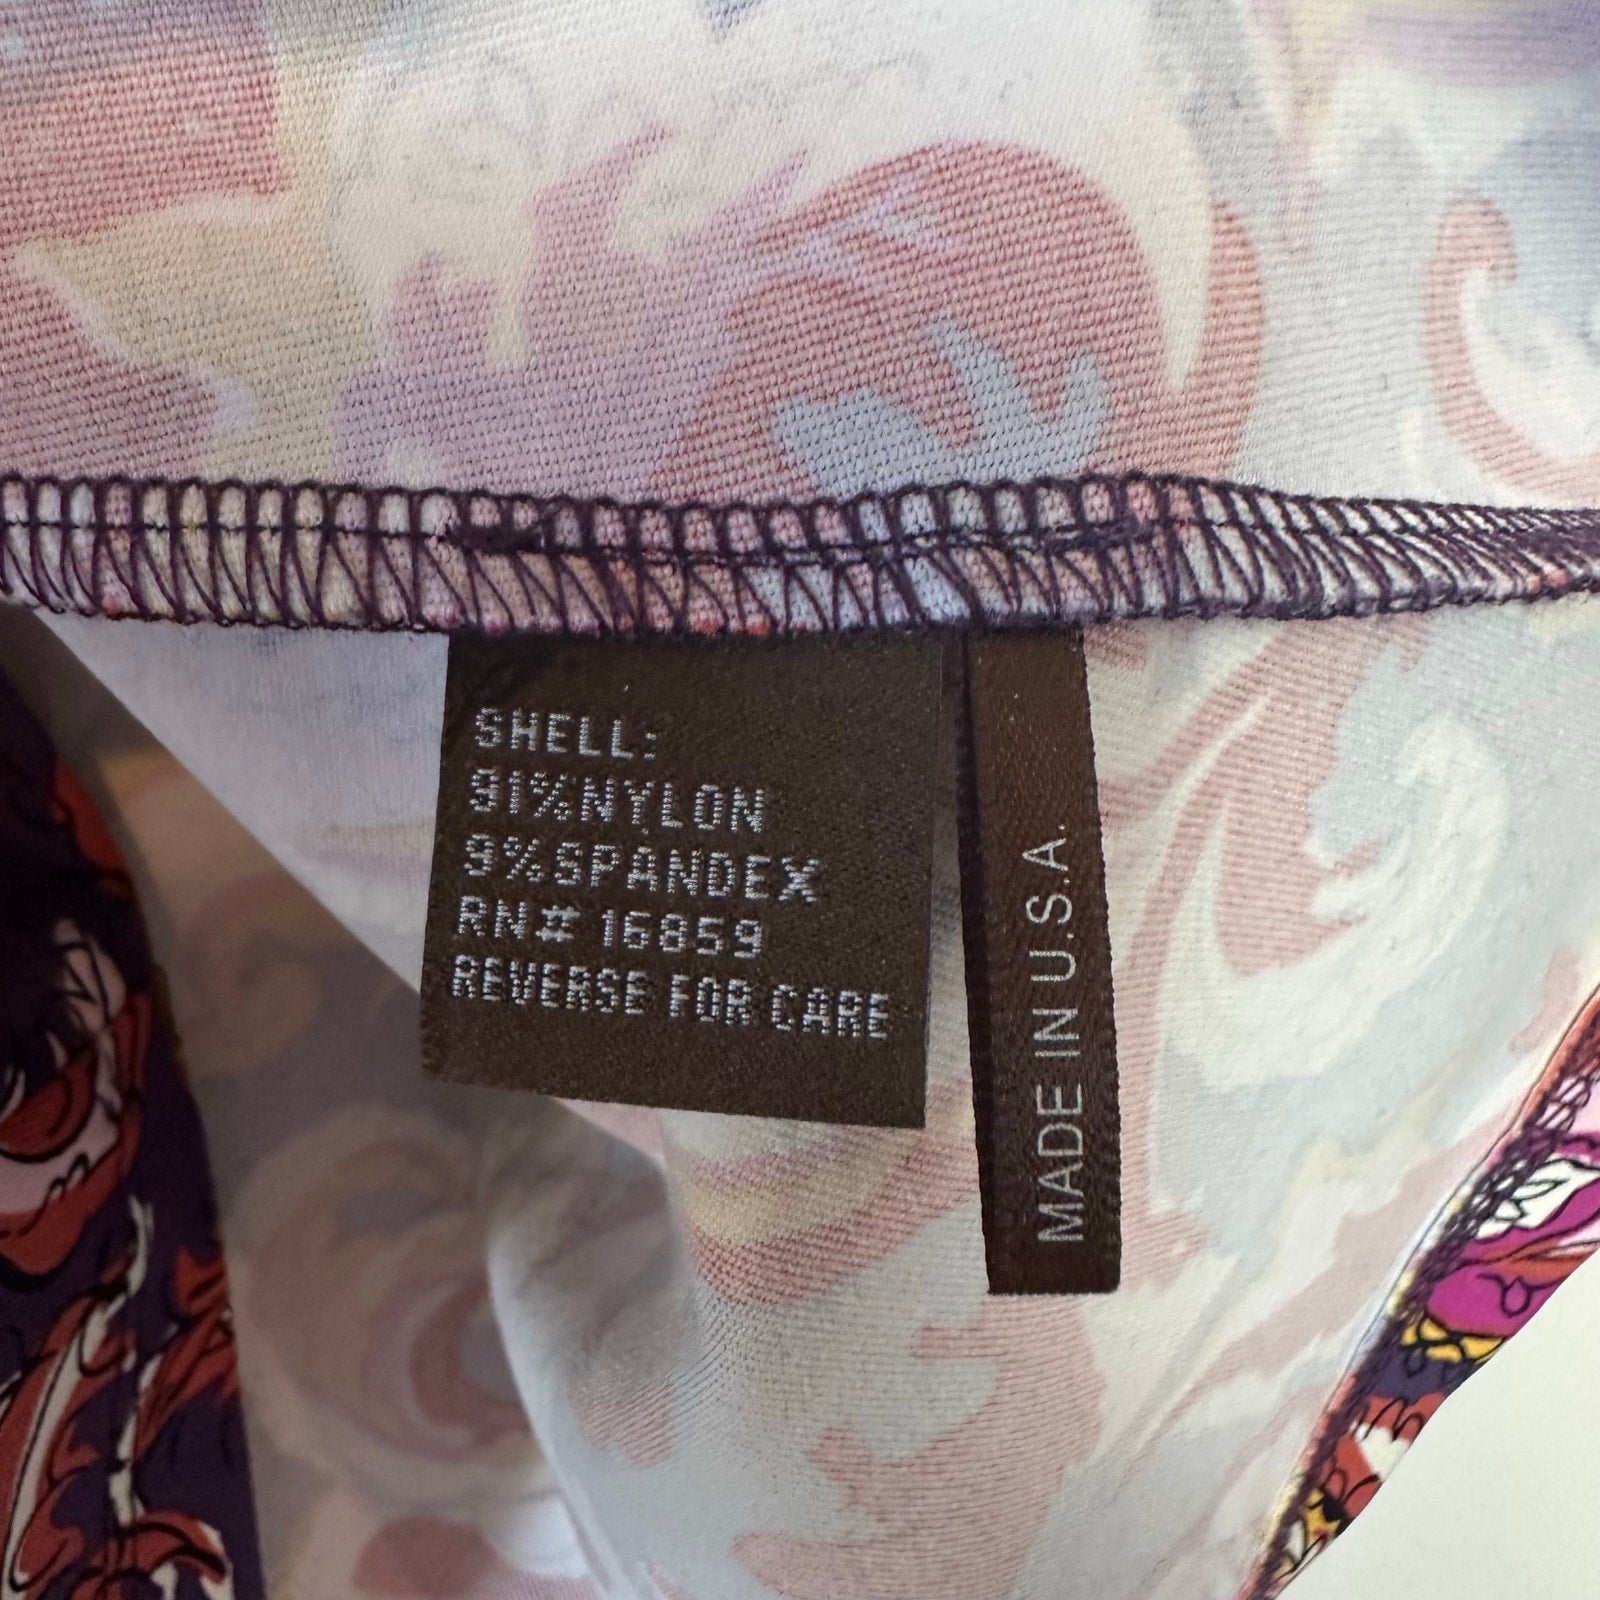 SHELL:
91%NYLON
9%SPANDEX
RN# 16859
REVERSE FOR CARE
MADE IN U.S.A.